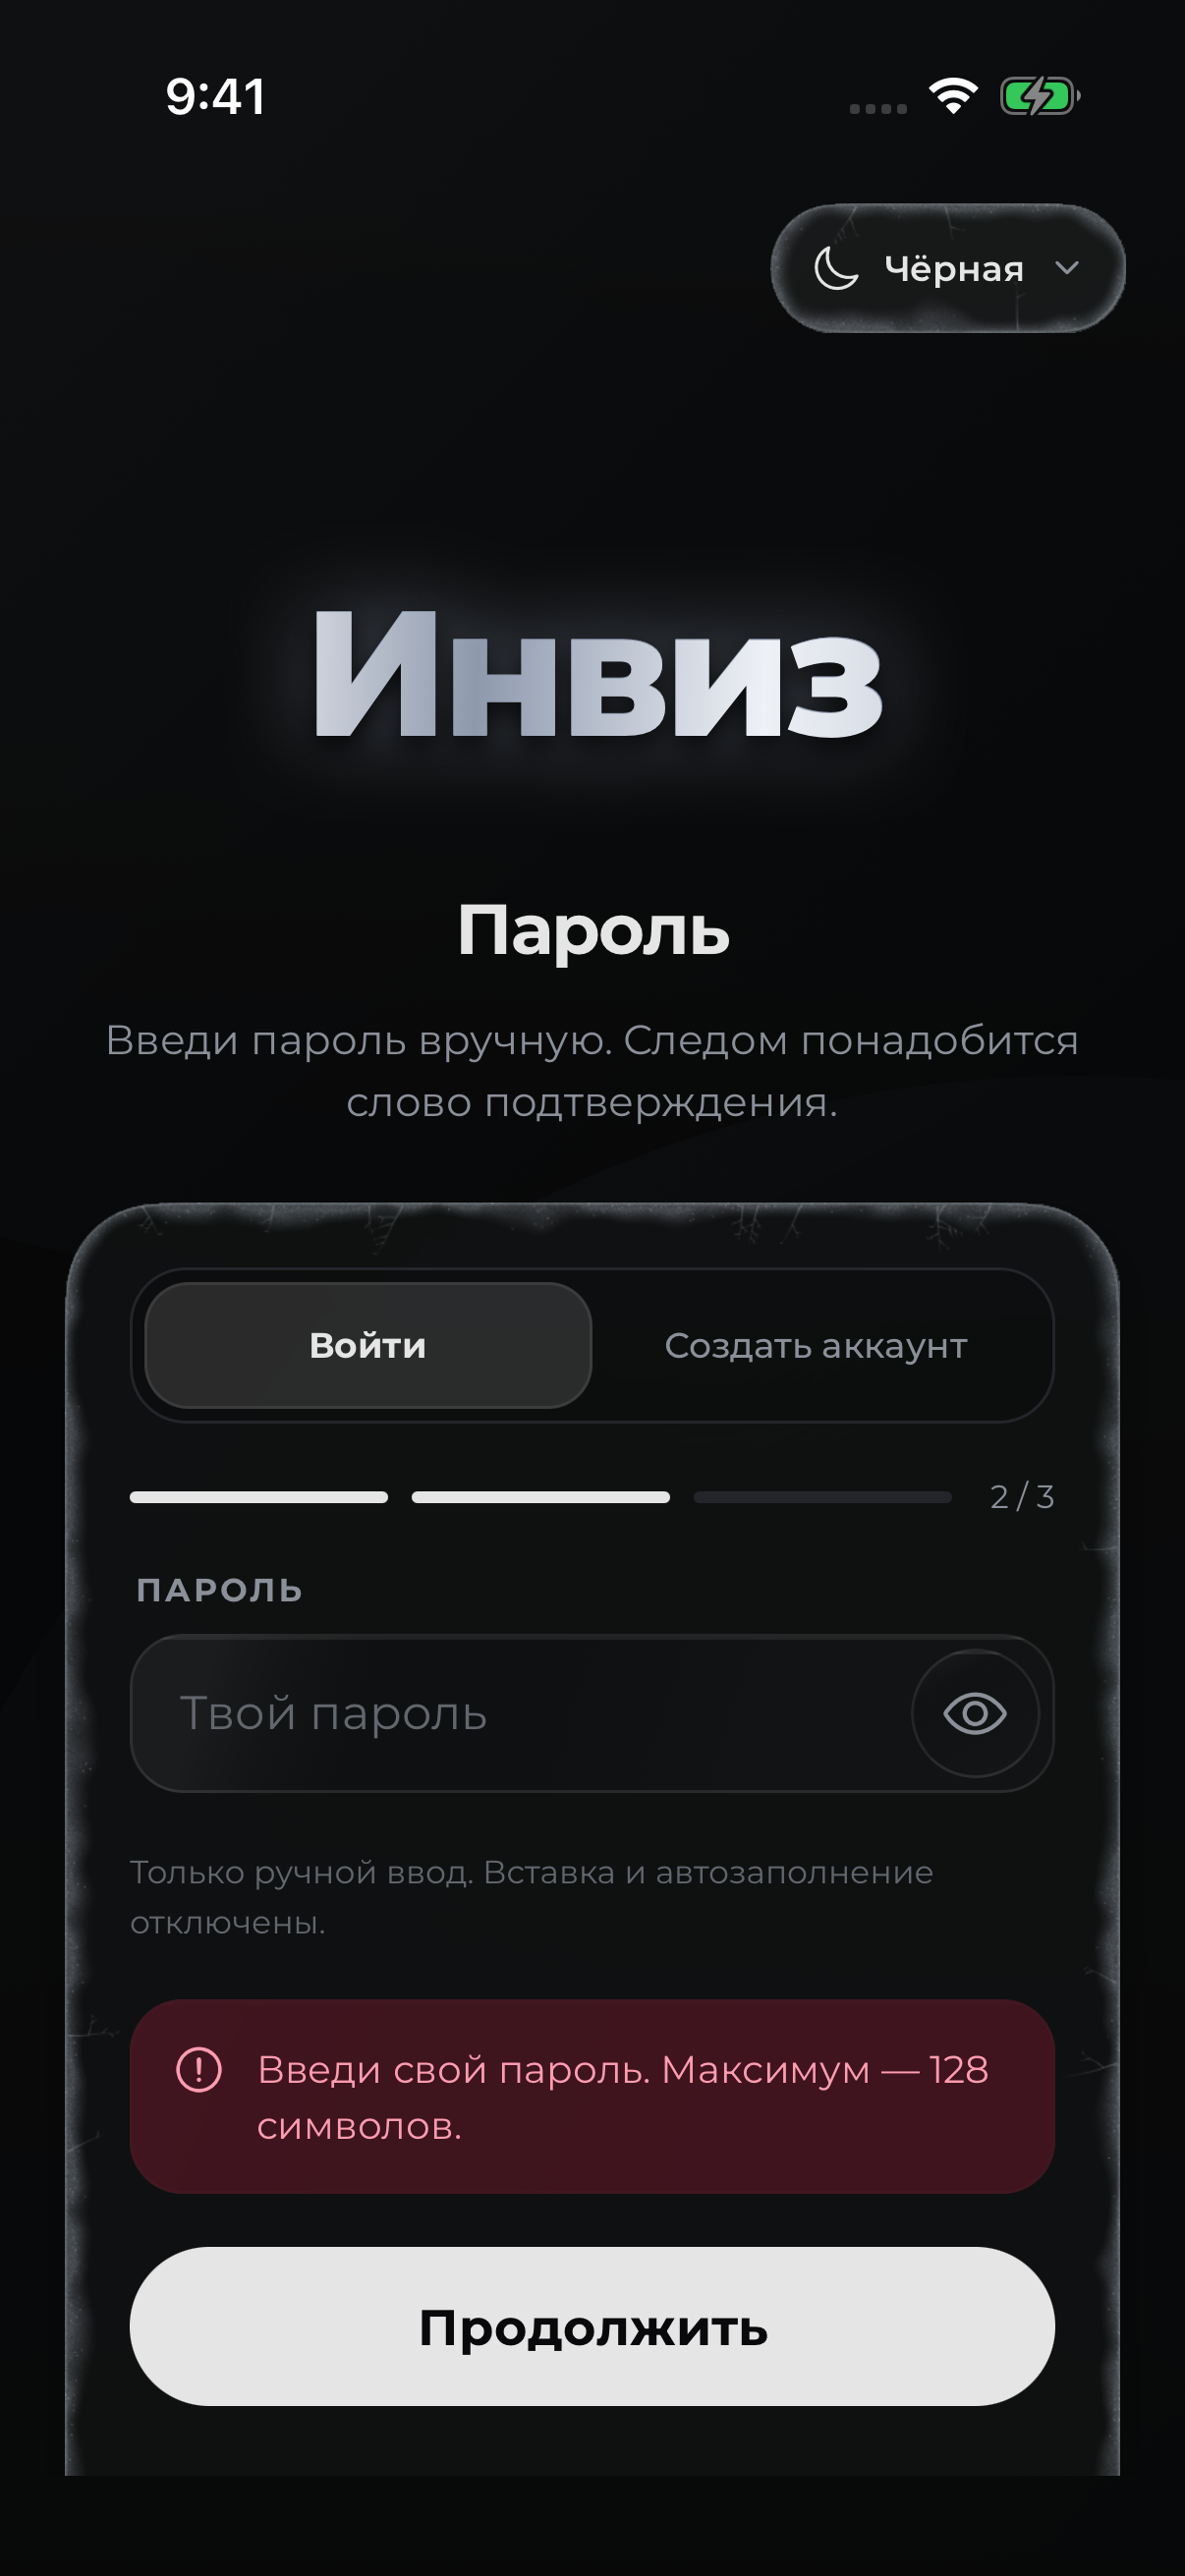 9:41
Чёрная
Инвиз
Пароль
Введи пароль вручную. Следом понадобится
слово подтверждения.
Войти
Создать аккаунт
2 / 3
ПАРОЛЬ
Твой пароль
Только ручной ввод. Вставка и автозаполнение
отключены.
Введи свой пароль. Максимум — 128
символов.
Продолжить